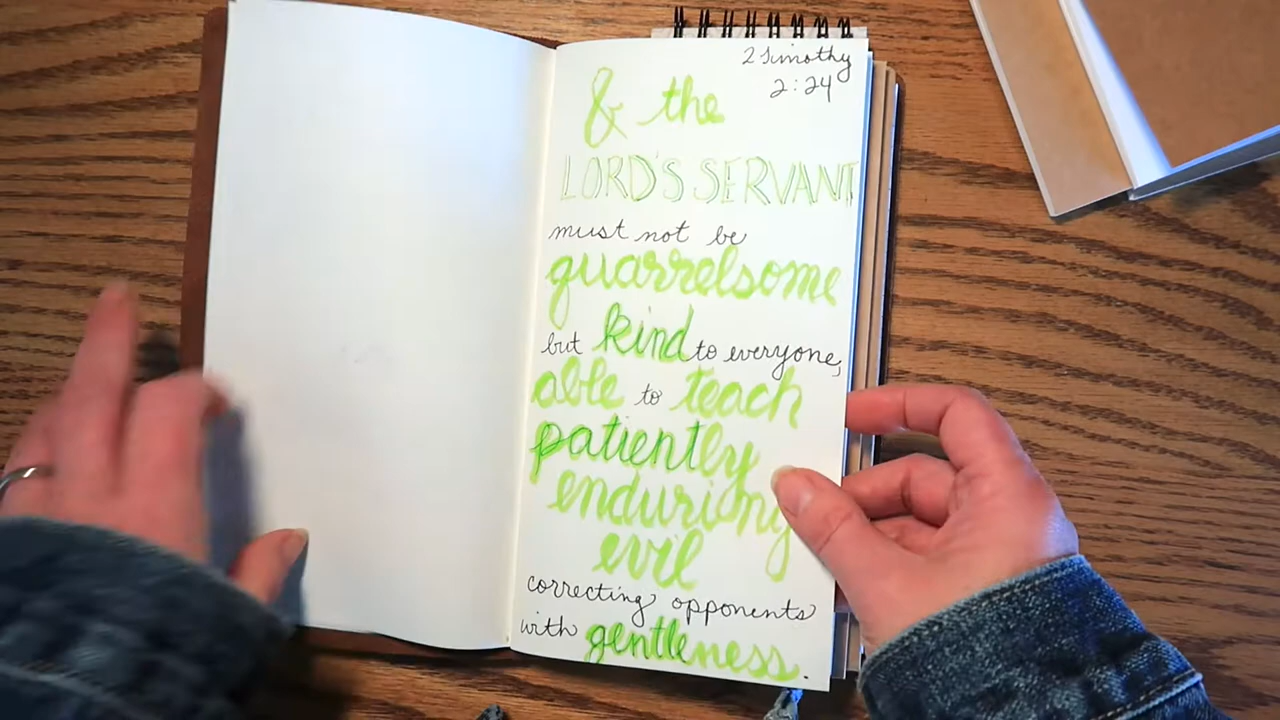 2 Timothy
2:24
& the
LORD'S SERVANT
must not be
quarrelsome
but kind to everyone,
able to teach
patiently
enduring
evil
correcting opponents
with gentleness.